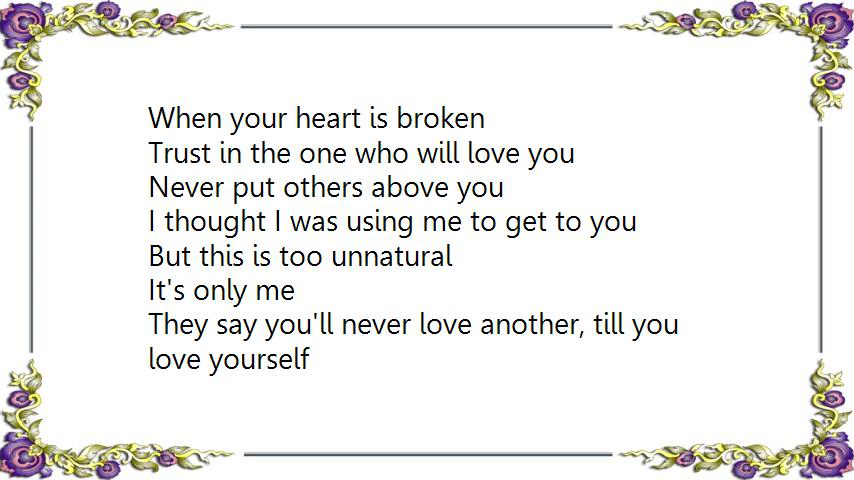 When your heart is broken
Trust in the one who will love you
Never put others above you
I thought I was using me to get to you
But this is too unnatural
It's only me
They say you'll never love another, till you
love yourself